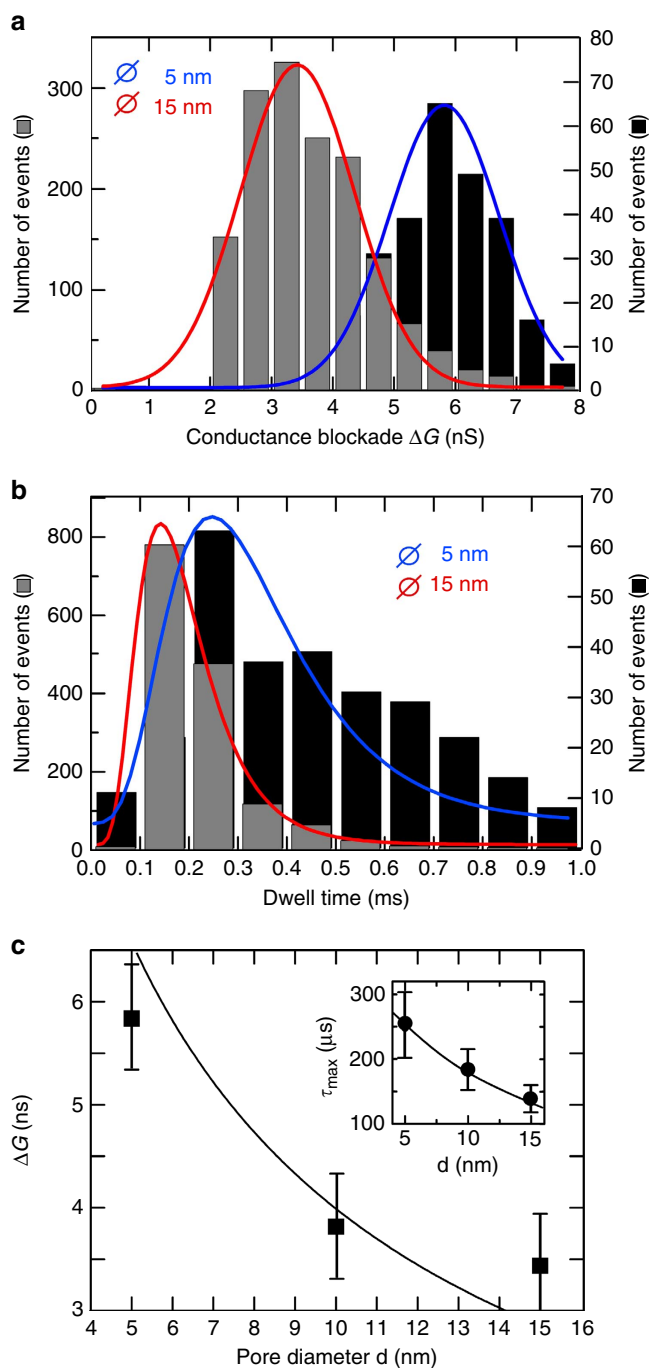 a
5 nm
15 nm
Number of events (
300
200
100
0
80
70
60
50
40
30
20
10
0
Number of events (
)
0 1 2 3 4 5 6 7 8
Conductance blockade ΔG (nS)
b
5 nm
15 nm
Number of events (
800
600
400
200
0
70
60
50
40
30
20
10
0
Number of events (
0.0 0.1 0.2 0.3 0.4 0.5 0.6 0.7 0.8 0.9 1.0
Dwell time (ms)
c
ΔG (ns)
6
5
4
3
4 5 6 7 8 9 10 11 12 13 14 15 16
Pore diameter d (nm)
τmax (μs)
300
200
100
5 10 15
d (nm)